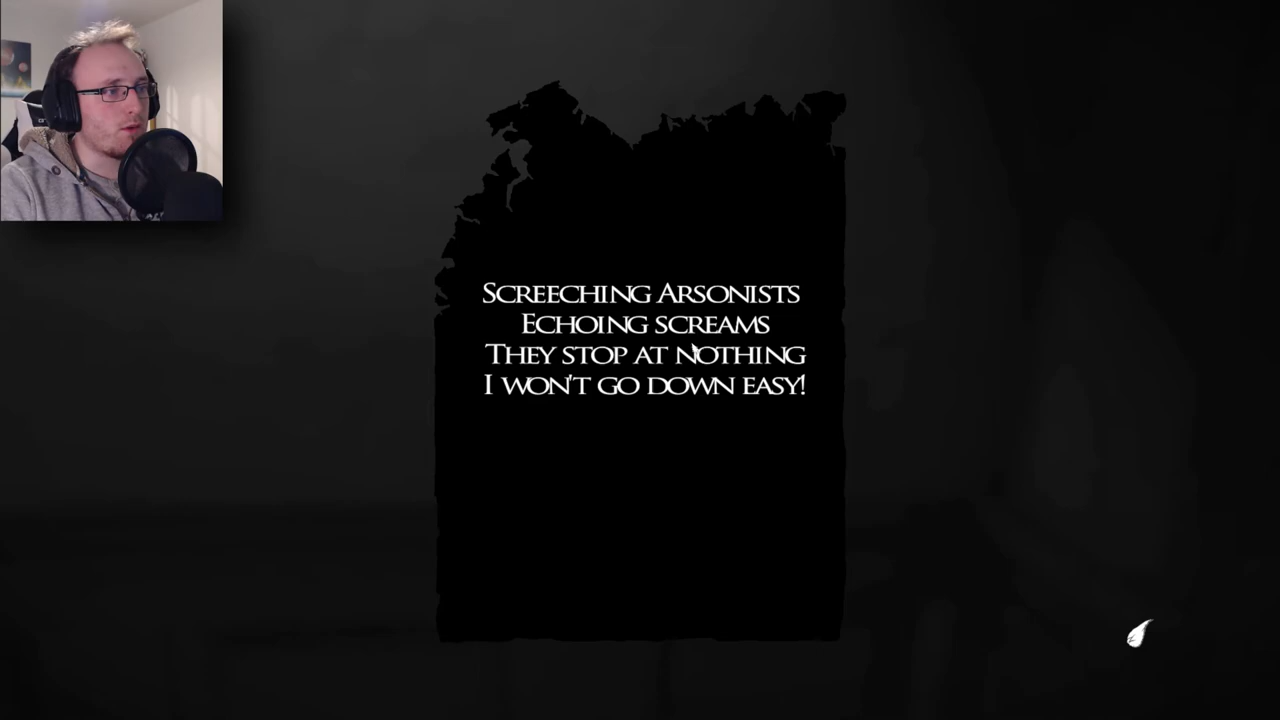 Screeching Arsonists
Echoing screams
They stop at nothing
I won't go down easy!